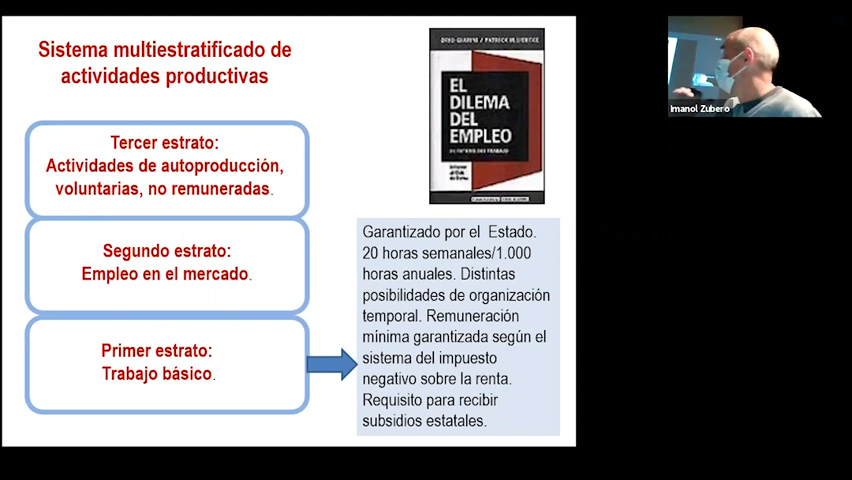 Sistema multiestratificado de
actividades productivas
Tercer estrato:
Actividades de autoproducción,
voluntarias, no remuneradas.
Segundo estrato:
Empleo en el mercado.
Primer estrato:
Trabajo básico.
EL
DILEMA
DEL
EMPLEO
Garantizado por el Estado.
20 horas semanales/1.000
horas anuales. Distintas
posibilidades de organización
temporal. Remuneración
mínima garantizada según el
sistema del impuesto
negativo sobre la renta.
Requisito para recibir
subsidios estatales.
Imanol Zubero